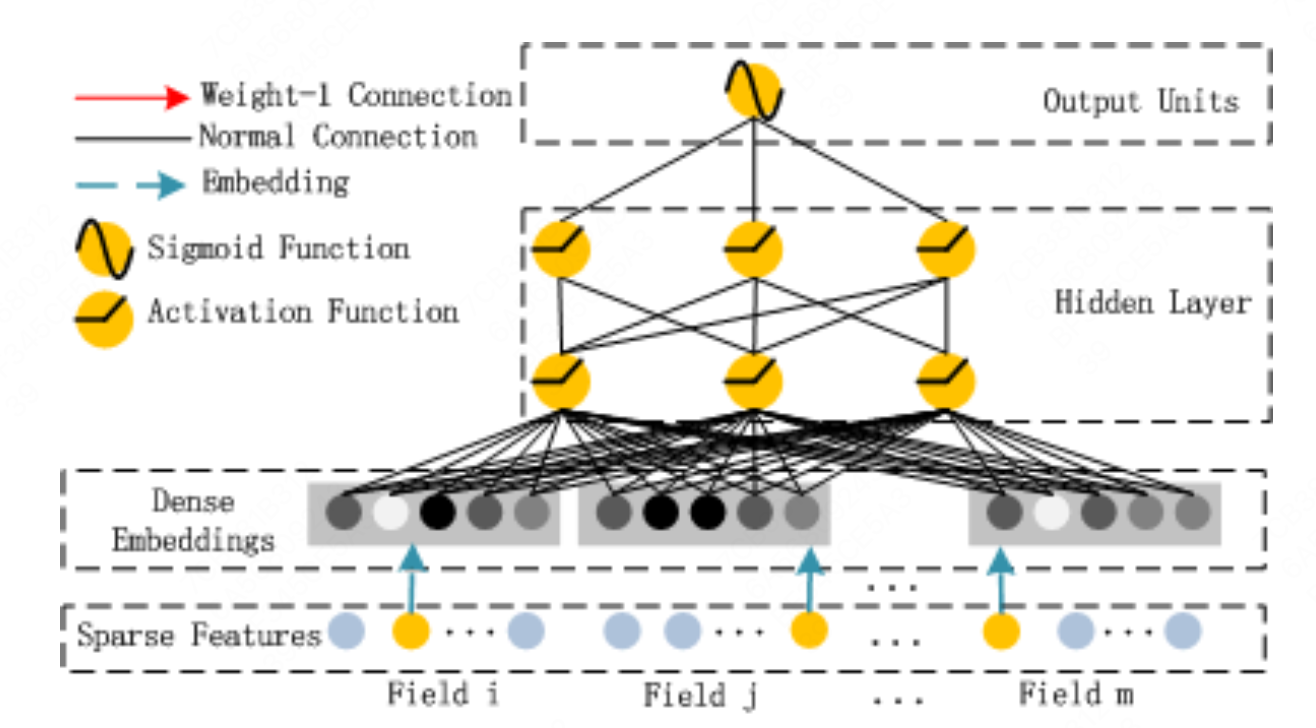 Weight-1 Connection
Normal Connection
Embedding
Sigmoid Function
Activation Function
Output Units
Hidden Layer
Dense
Embeddings
. . .
Sparse Features
. . .
. . .
. . .
. . .
Field i
Field j
. . .
Field m